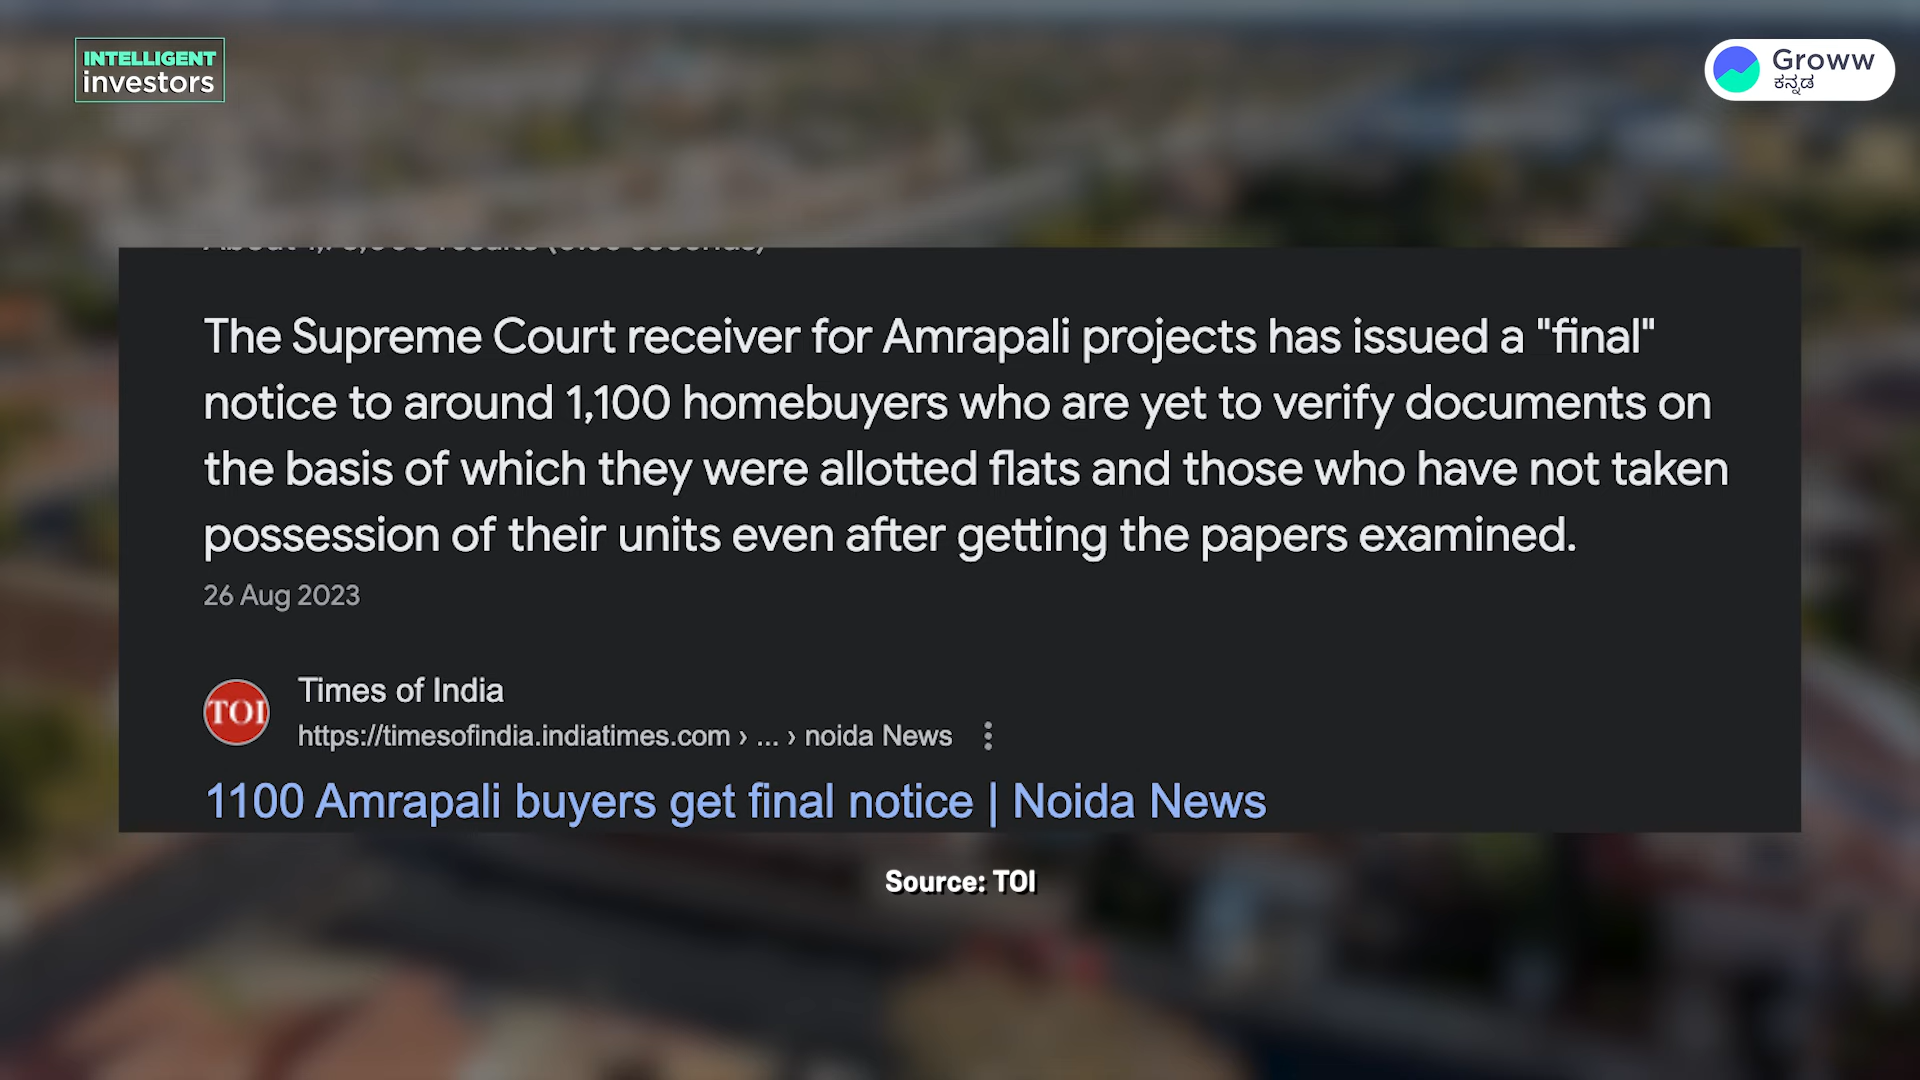 INTELLIGENT
investors
Groww
ಕನ್ನಡ
The Supreme Court receiver for Amrapali projects has issued a "final"
notice to around 1,100 homebuyers who are yet to verify documents on
the basis of which they were allotted flats and those who have not taken
possession of their units even after getting the papers examined.
26 Aug 2023
TOI
Times of India
https://timesofindia.indiatimes.com › ... › noida News
1100 Amrapali buyers get final notice | Noida News
Source: TOI